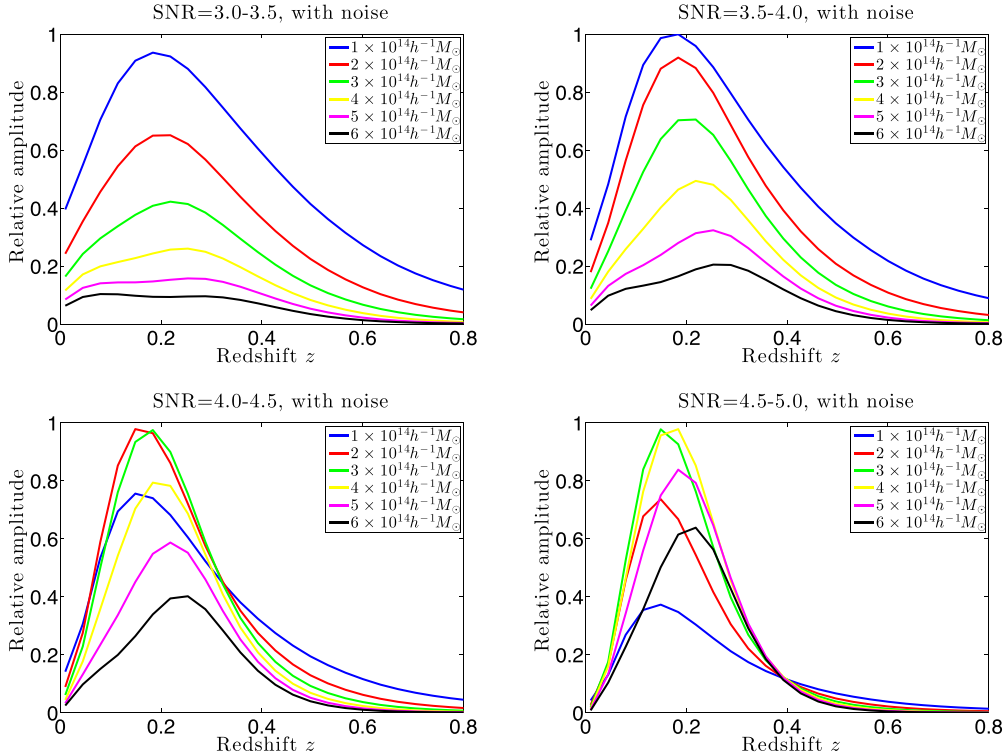 SNR=3.0-3.5, with noise
Relative amplitude
1
0.8
0.6
0.4
0.2
0
1 × 10^14 h^−1 M_⊙
2 × 10^14 h^−1 M_⊙
3 × 10^14 h^−1 M_⊙
4 × 10^14 h^−1 M_⊙
5 × 10^14 h^−1 M_⊙
6 × 10^14 h^−1 M_⊙
0 0.2 0.4 0.6 0.8
Redshift z
SNR=3.5-4.0, with noise
Relative amplitude
1
0.8
0.6
0.4
0.2
0
1 × 10^14 h^−1 M_⊙
2 × 10^14 h^−1 M_⊙
3 × 10^14 h^−1 M_⊙
4 × 10^14 h^−1 M_⊙
5 × 10^14 h^−1 M_⊙
6 × 10^14 h^−1 M_⊙
0 0.2 0.4 0.6 0.8
Redshift z
SNR=4.0-4.5, with noise
Relative amplitude
1
0.8
0.6
0.4
0.2
0
1 × 10^14 h^−1 M_⊙
2 × 10^14 h^−1 M_⊙
3 × 10^14 h^−1 M_⊙
4 × 10^14 h^−1 M_⊙
5 × 10^14 h^−1 M_⊙
6 × 10^14 h^−1 M_⊙
0 0.2 0.4 0.6 0.8
Redshift z
SNR=4.5-5.0, with noise
Relative amplitude
1
0.8
0.6
0.4
0.2
0
1 × 10^14 h^−1 M_⊙
2 × 10^14 h^−1 M_⊙
3 × 10^14 h^−1 M_⊙
4 × 10^14 h^−1 M_⊙
5 × 10^14 h^−1 M_⊙
6 × 10^14 h^−1 M_⊙
0 0.2 0.4 0.6 0.8
Redshift z